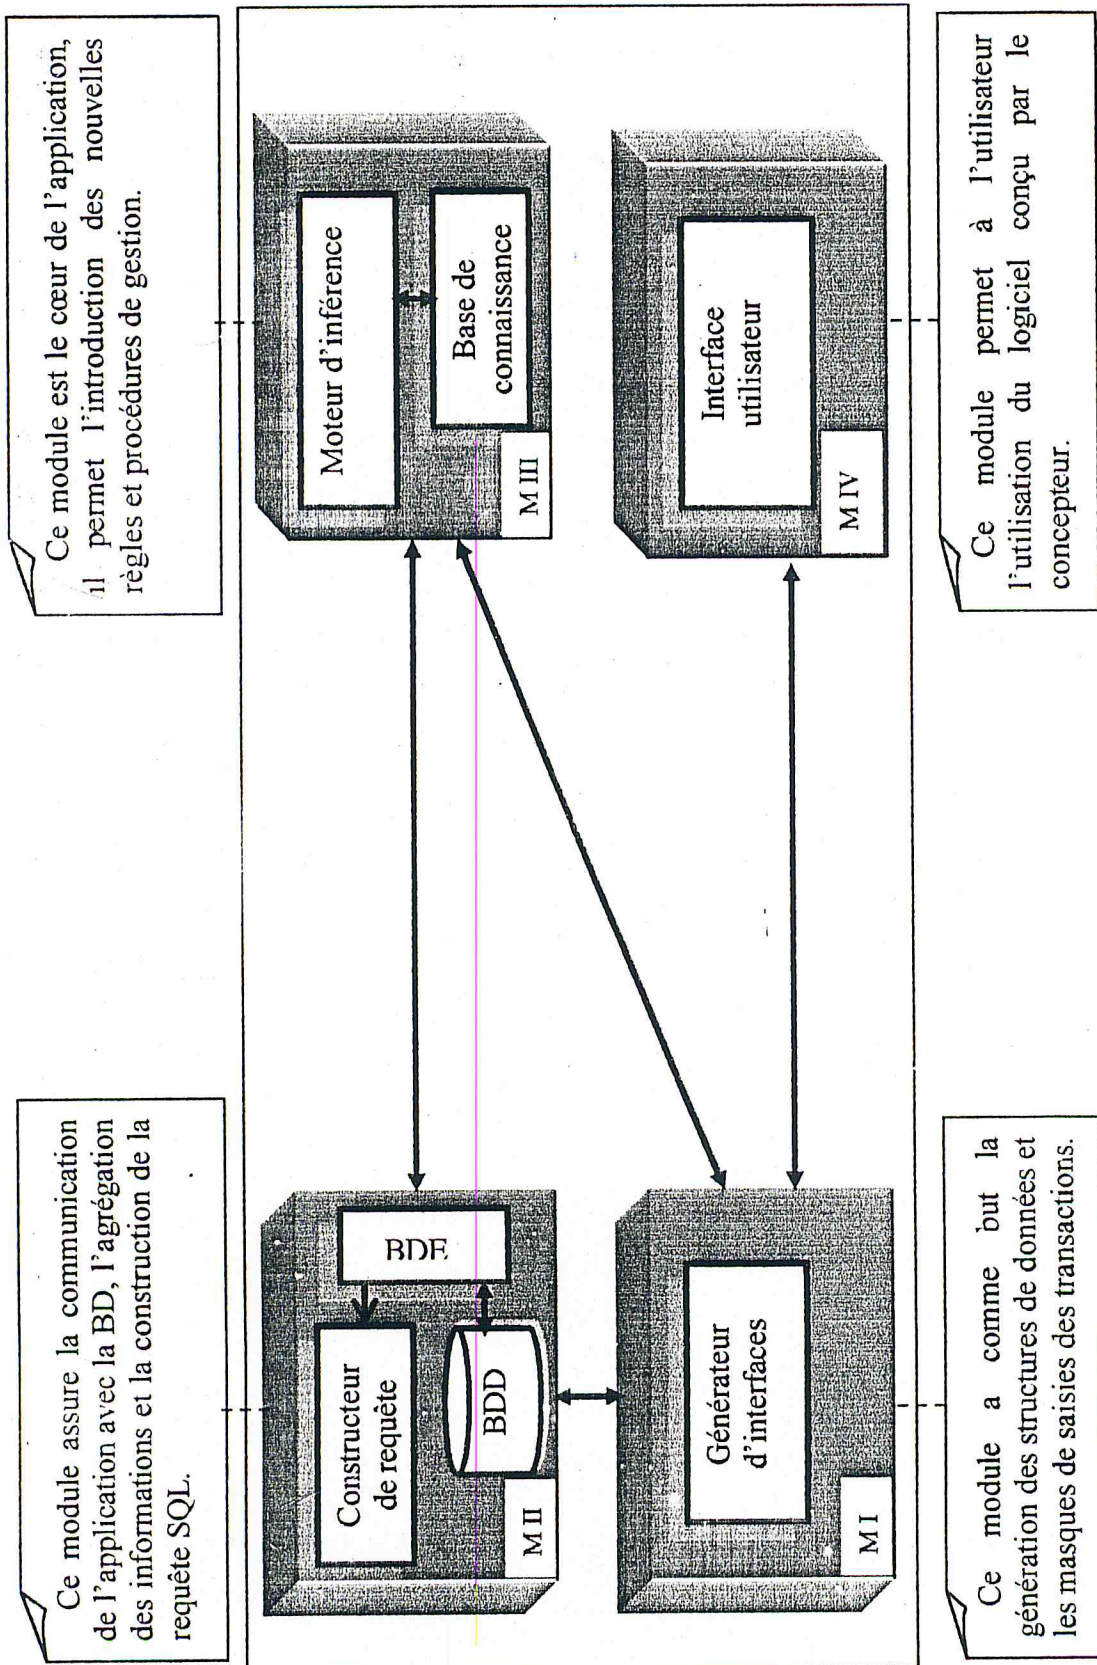 Ce module assure la communication
de l'application avec la BD, l'agrégation
des informations et la construction de la
requête SQL.
Ce module est le cœur de l'application,
il permet l'introduction des nouvelles
règles et procédures de gestion.
Constructeur
de requête
BDE
BDD
M II
Moteur d'inférence
Base de
connaissance
M III
Générateur
d'interfaces
M I
Interface
utilisateur
M IV
Ce module a comme but la
génération des structures de données et
les masques de saisies des transactions.
Ce module permet à l'utilisateur
l'utilisation du logiciel conçu par le
concepteur.